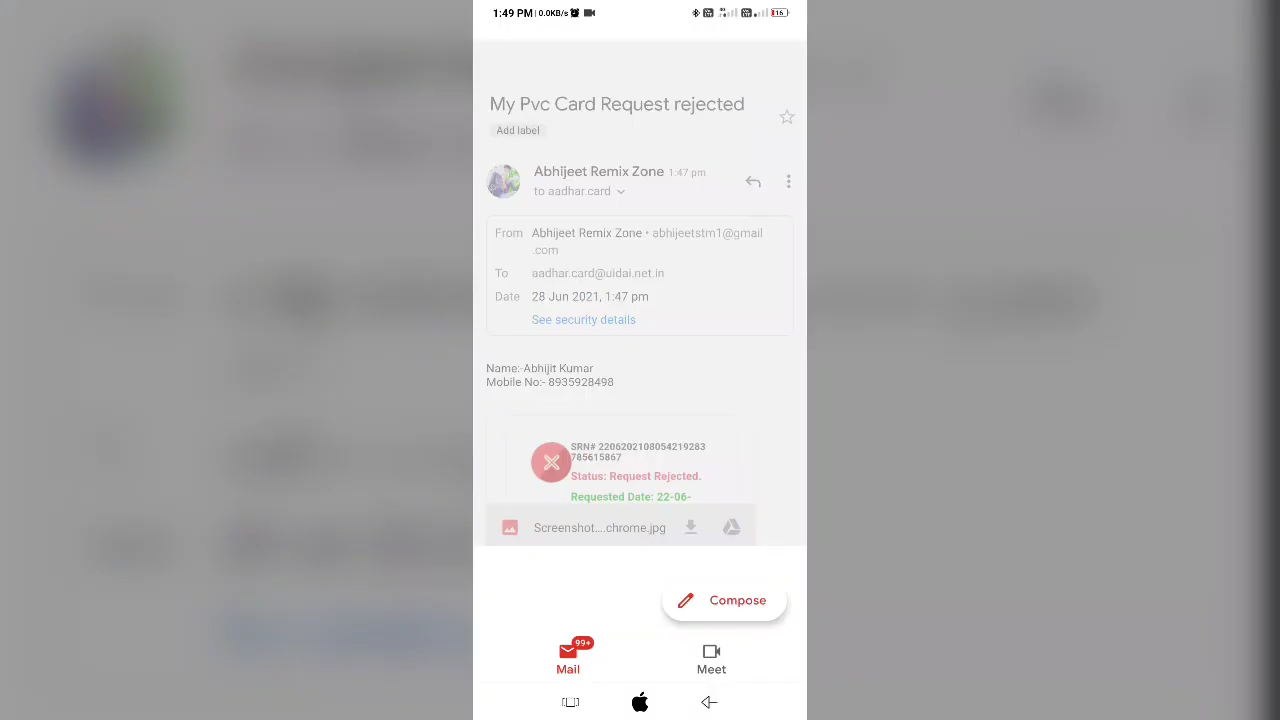 1:49 PM | 0.0KB/s
16
My Pvc Card Request rejected
Add label
Abhijeet Remix Zone 1:47 pm
to aadhar.card
From Abhijeet Remix Zone • abhijeetstm1@gmail
.com
To aadhar.card@uidai.net.in
Date 28 Jun 2021, 1:47 pm
See security details
Name:-Abhijit Kumar
Mobile No:- 8935928498
SRN# 2206202108054219283
785615867
Status: Request Rejected.
Requested Date: 22-06-
Screenshot....chrome.jpg
Compose
99+
Mail Meet